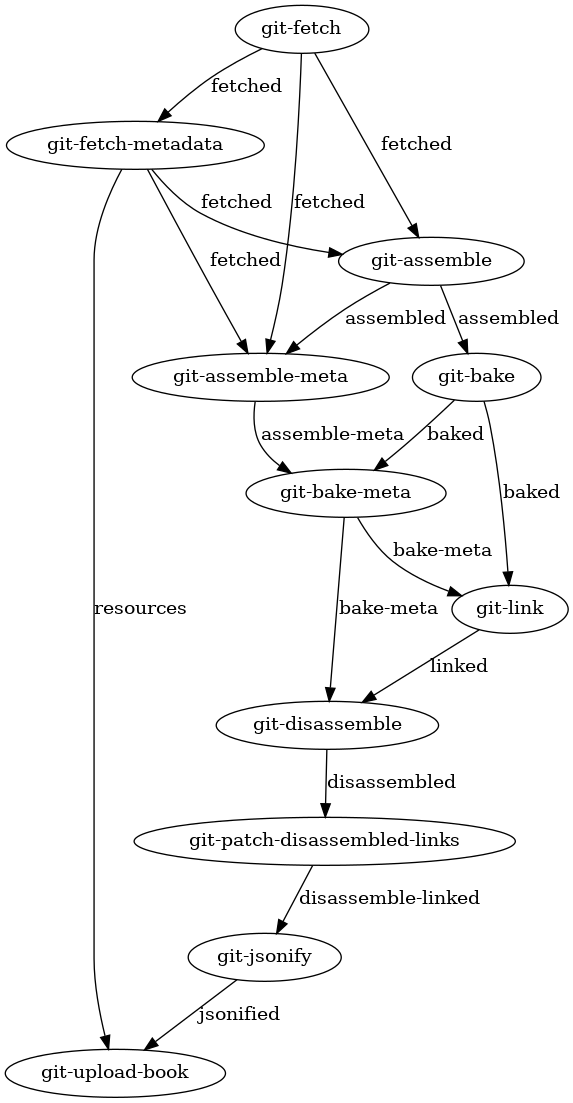 git-fetch
fetched
git-fetch-metadata
fetched
fetched
fetched
git-assemble
fetched
assembled
assembled
git-assemble-meta
git-bake
assemble-meta
baked
git-bake-meta
baked
bake-meta
resources
bake-meta
git-link
linked
git-disassemble
disassembled
git-patch-disassembled-links
disassemble-linked
git-jsonify
jsonified
git-upload-book